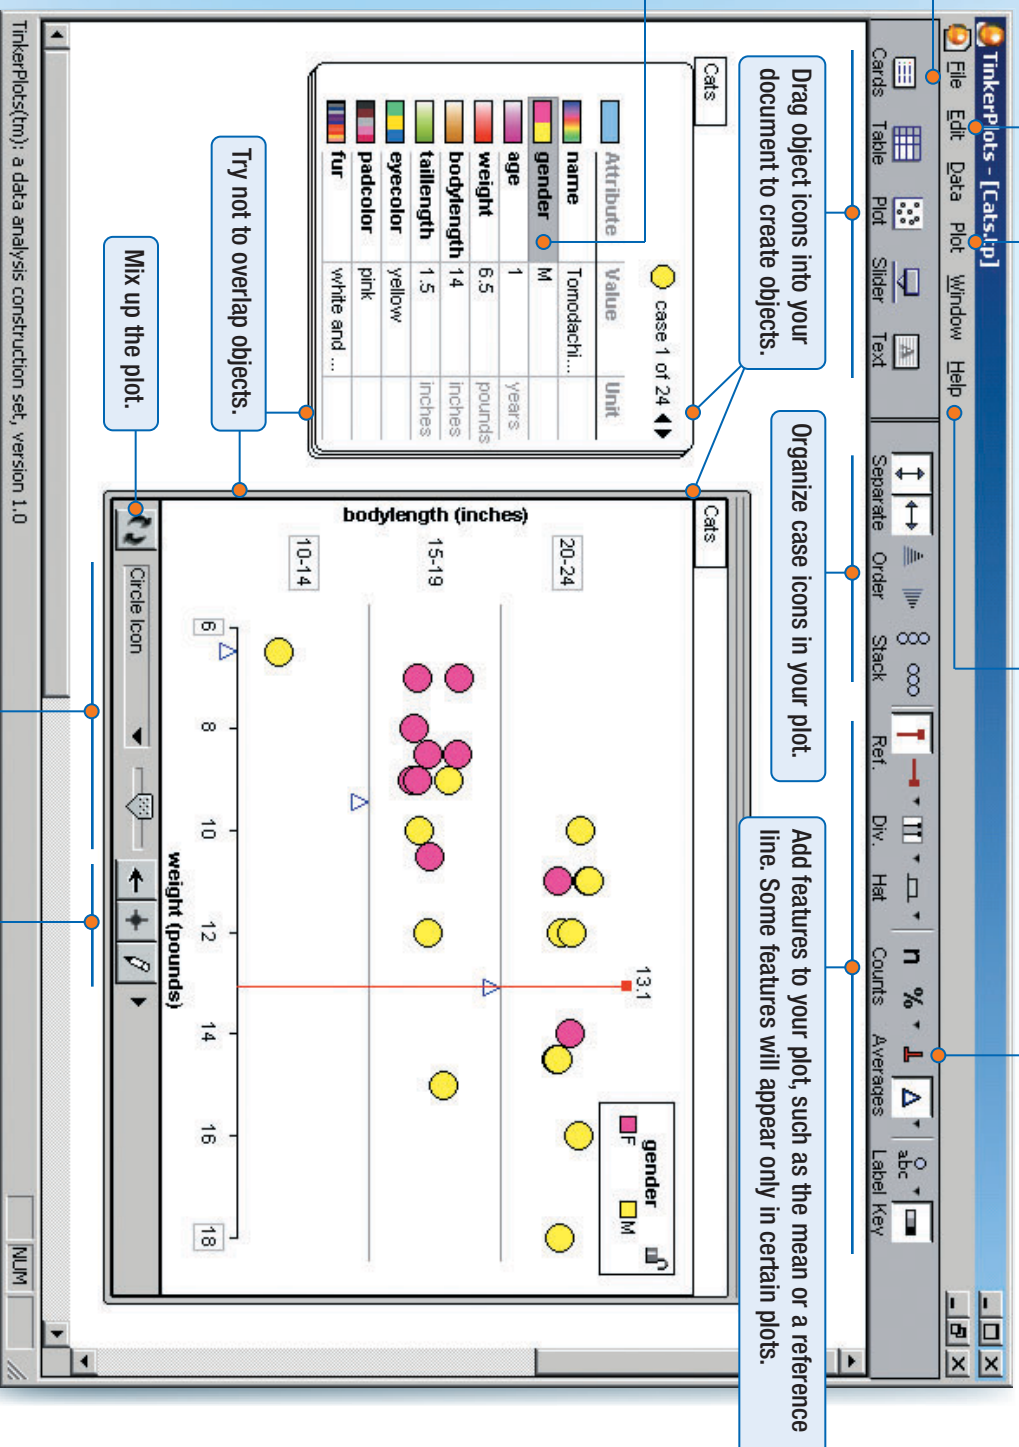 TinkerPlots - [Cats.tp]
File Edit Data Plot Window Help
Cards Table Plot Slider Text
Separate Order Stack Ref. Div. Hat Counts Averages Label Key
n % abc
A
Drag object icons into your
document to create objects.
Organize case icons in your plot.
Add features to your plot, such as the mean or a reference
line. Some features will appear only in certain plots.
Cats
case 1 of 24
Attribute Value Unit
name Tomodachi...
gender M
age 1 years
weight 6.5 pounds
bodylength 14 inches
taillength 1.5 inches
eyecolor yellow
padcolor pink
fur white and ...
Try not to overlap objects.
Mix up the plot.
Cats
gender
F M
13.1
bodylength (inches)
20-24
15-19
10-14
6 8 10 12 14 16 18
weight (pounds)
Circle Icon
TinkerPlots(tm): a data analysis construction set, version 1.0
NUM